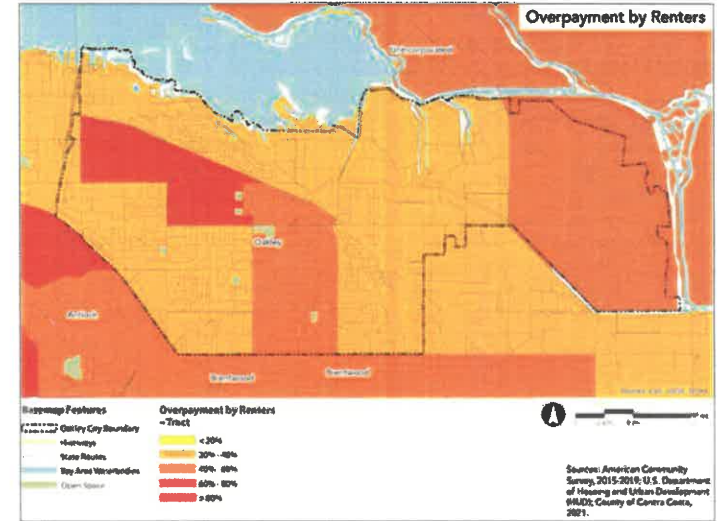 Overpayment by Renters
Unincorporated
Oakley
Antioch
Brentwood
Brentwood
Basemap Features
Oakley City Boundary
Highways
State Routes
Bay Area Waterbodies
Open Space
Overpayment by Renters
- Tract
< 20%
20% - 40%
40% - 60%
60% - 80%
> 80%
Sources: American Community
Survey, 2015-2019; U.S. Department
of Housing and Urban Development
(HUD); County of Contra Costa,
2021.